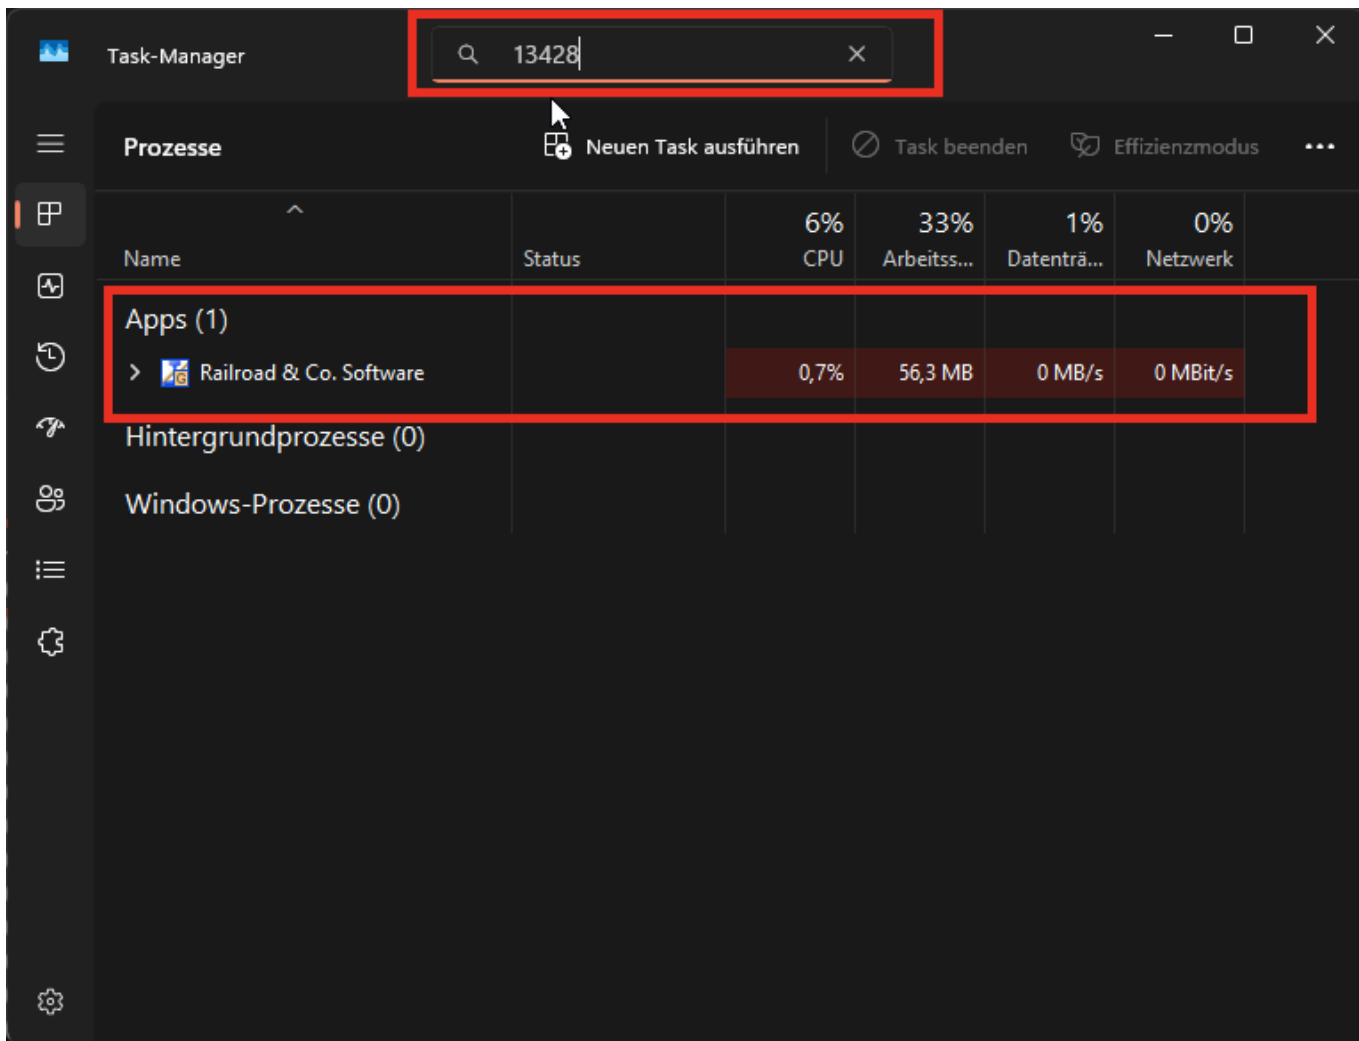 Task-Manager
13428
Prozesse
Neuen Task ausführen
Task beenden
Effizienzmodus
6% 33% 1% 0%
Name Status CPU Arbeitss... Datenträ... Netzwerk
Apps (1)
Railroad & Co. Software 0,7% 56,3 MB 0 MB/s 0 MBit/s
Hintergrundprozesse (0)
Windows-Prozesse (0)